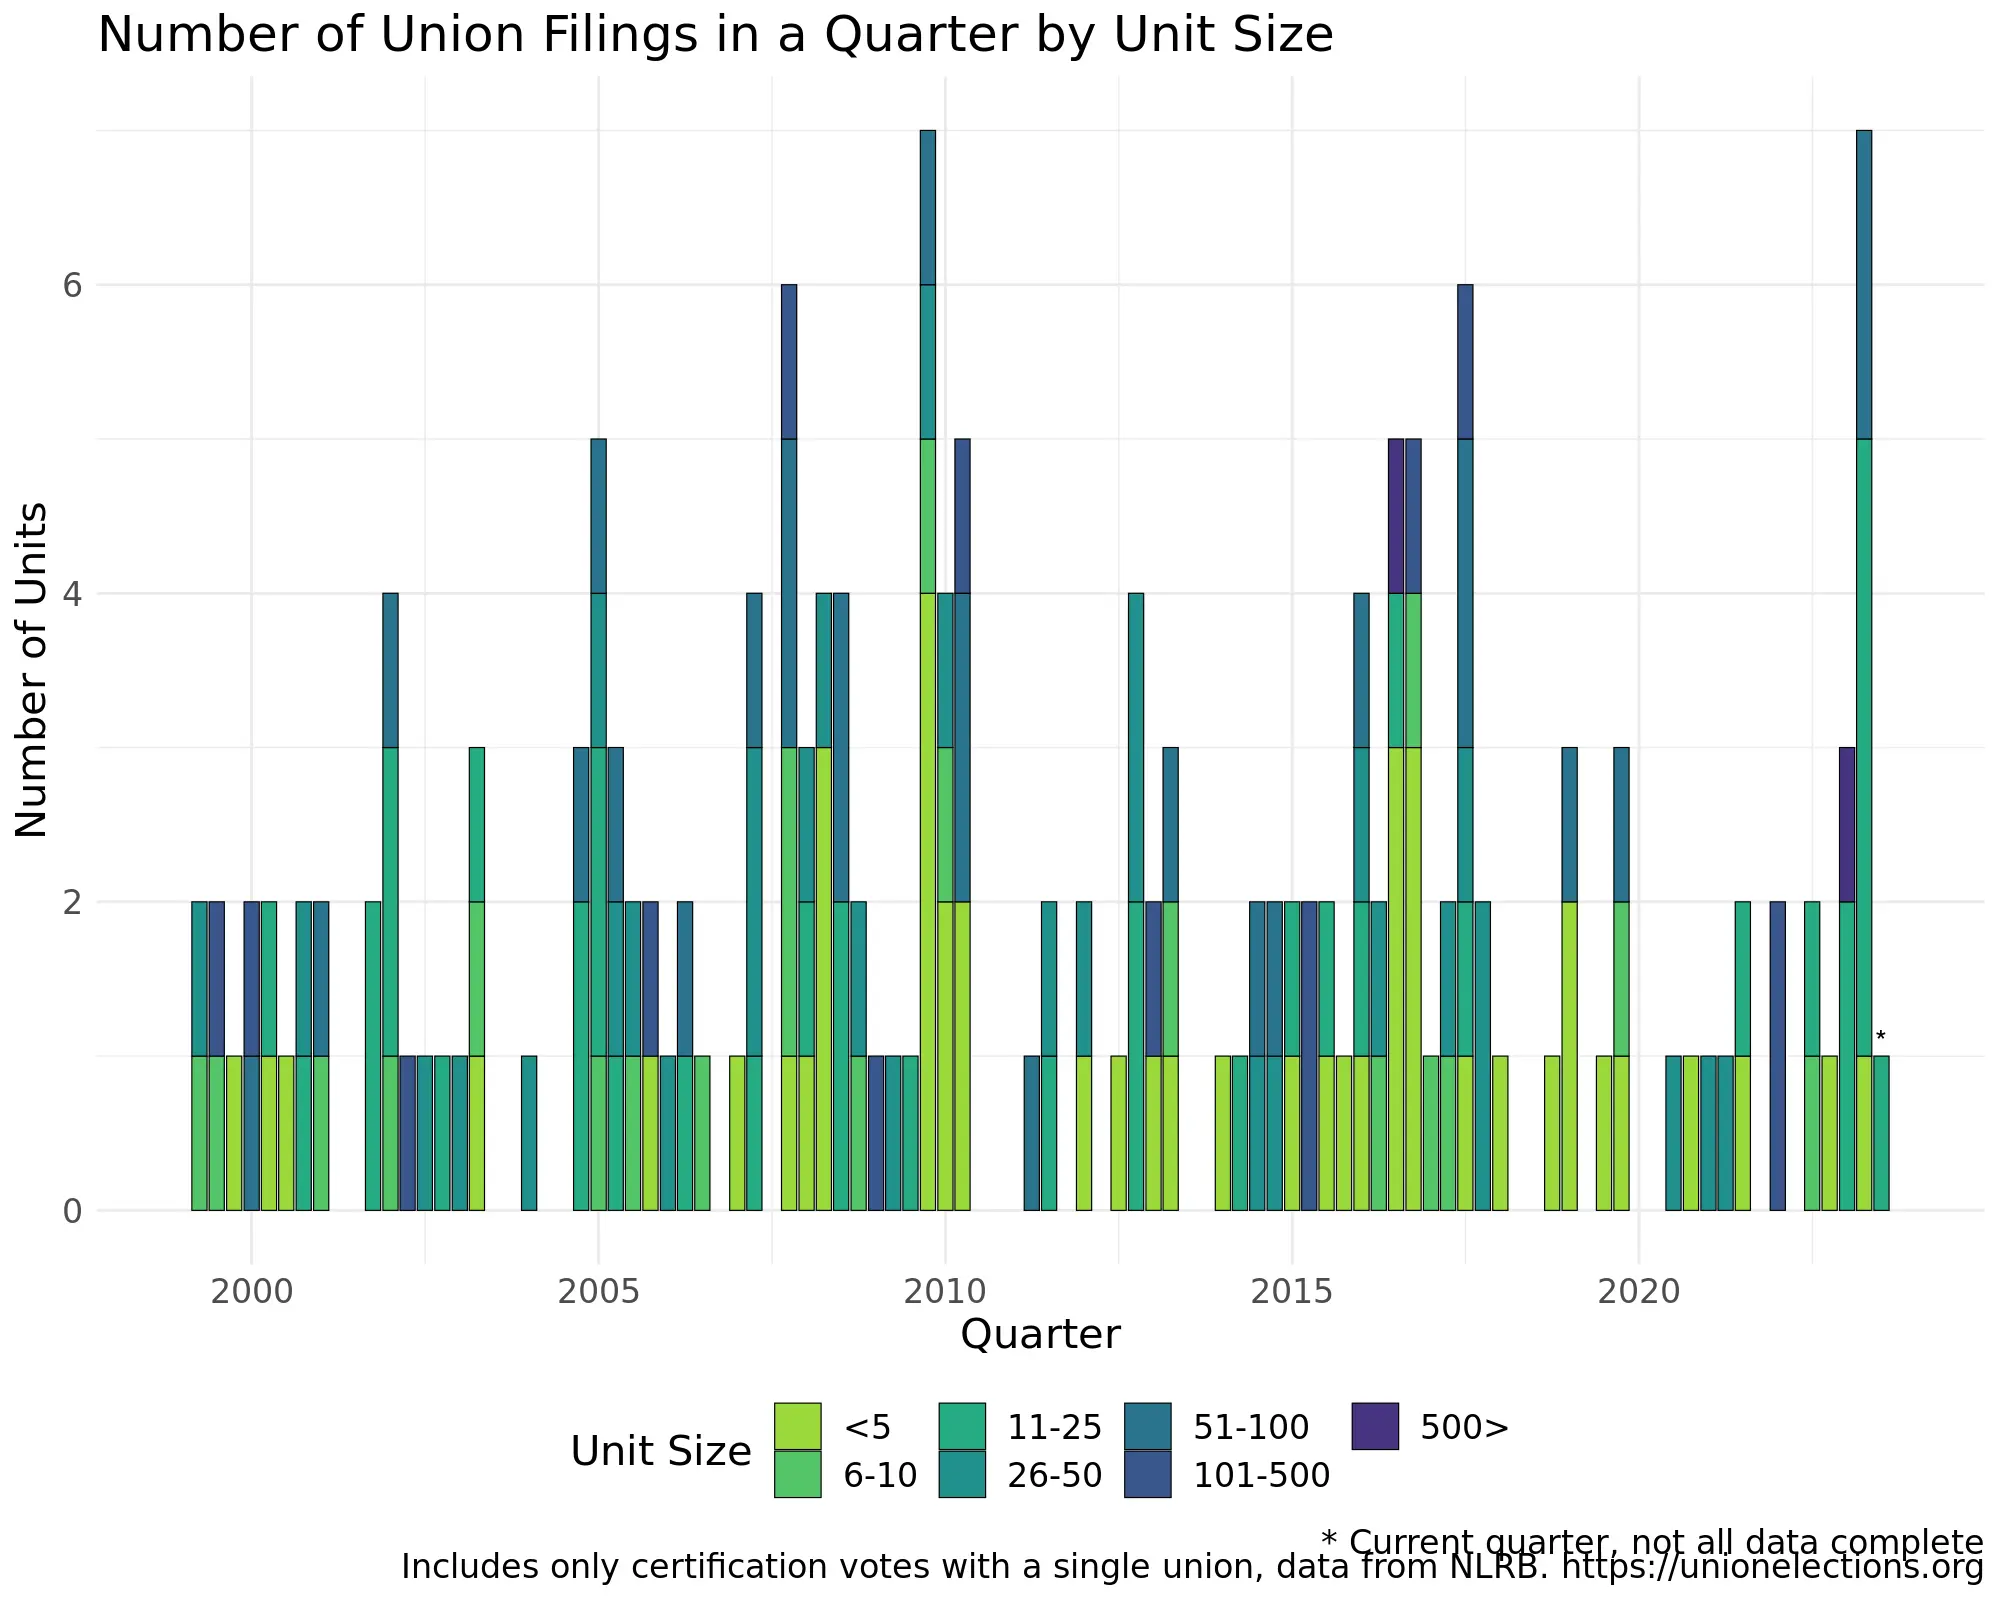 Number of Union Filings in a Quarter by Unit Size
Number of Units
6
4
2
0
*
2000 2005 2010 2015 2020
Quarter
Unit Size
<5 11-25 51-100 500>
6-10 26-50 101-500
* Current quarter, not all data complete
Includes only certification votes with a single union, data from NLRB. https://unionelections.org